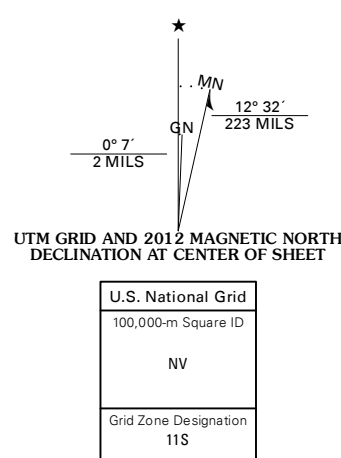 ★
MN
12° 32´
223 MILS
GN
0° 7´
2 MILS
UTM GRID AND 2012 MAGNETIC NORTH
DECLINATION AT CENTER OF SHEET
U.S. National Grid
100,000-m Square ID
NV
Grid Zone Designation
11S